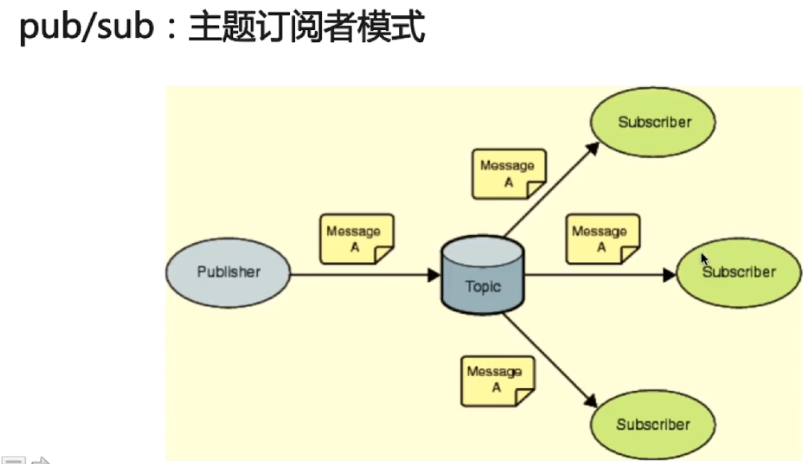 pub/sub：主题订阅者模式
Subscriber
Message
A
Message
A
Message
A
Publisher
Topic
Subscriber
Message
A
Subscriber